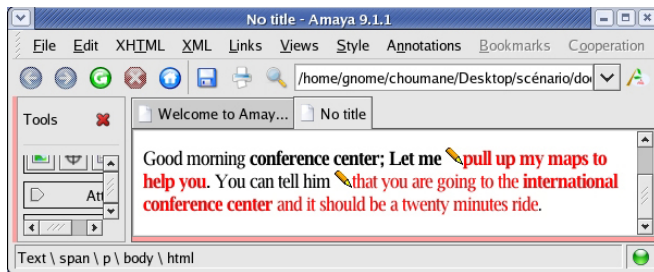 No title - Amaya 9.1.1
File Edit XHTML XML Links Views Style Annotations Bookmarks Cooperation
/home/gnome/choumane/Desktop/scénario/do
Tools
Welcome to Amay... No title
Good morning conference center; Let me pull up my maps to
help you. You can tell him that you are going to the international
Att
conference center and it should be a twenty minutes ride.
Text \ span \ p \ body \ html